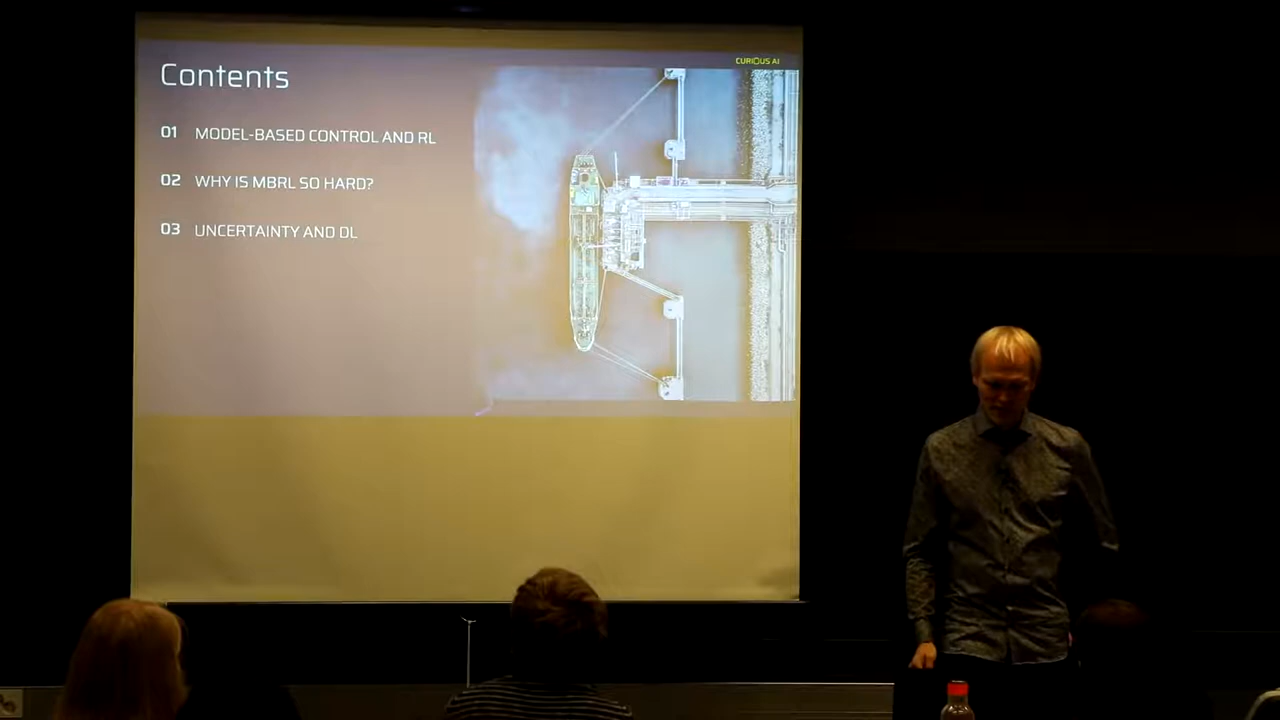 CURIOUS AI
Contents
01 MODEL-BASED CONTROL AND RL
02 WHY IS MBRL SO HARD?
03 UNCERTAINTY AND DL